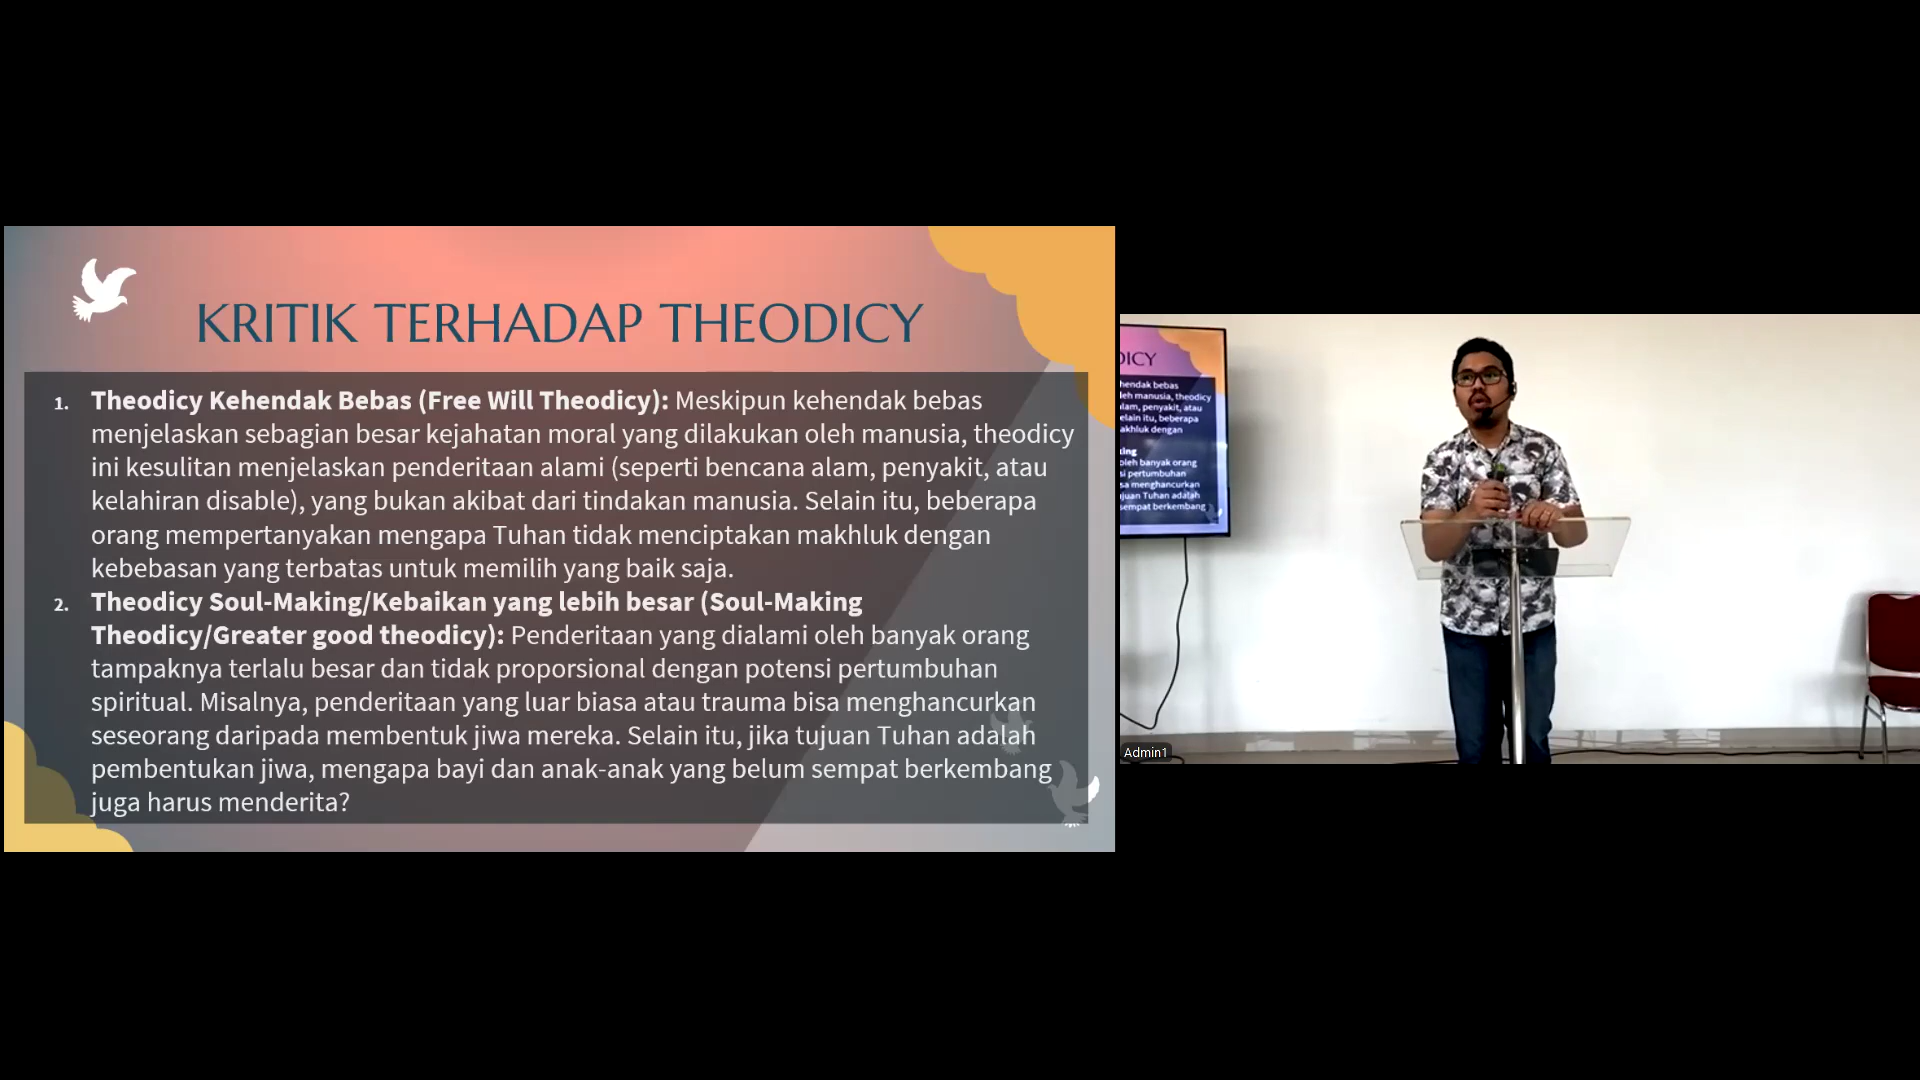 KRITIK TERHADAP THEODICY
1. Theodicy Kehendak Bebas (Free Will Theodicy): Meskipun kehendak bebas
menjelaskan sebagian besar kejahatan moral yang dilakukan oleh manusia, theodicy
ini kesulitan menjelaskan penderitaan alami (seperti bencana alam, penyakit, atau
kelahiran disable), yang bukan akibat dari tindakan manusia. Selain itu, beberapa
orang mempertanyakan mengapa Tuhan tidak menciptakan makhluk dengan
kebebasan yang terbatas untuk memilih yang baik saja.
2. Theodicy Soul-Making/Kebaikan yang lebih besar (Soul-Making
Theodicy/Greater good theodicy): Penderitaan yang dialami oleh banyak orang
tampaknya terlalu besar dan tidak proporsional dengan potensi pertumbuhan
spiritual. Misalnya, penderitaan yang luar biasa atau trauma bisa menghancurkan
seseorang daripada membentuk jiwa mereka. Selain itu, jika tujuan Tuhan adalah
pembentukan jiwa, mengapa bayi dan anak-anak yang belum sempat berkembang
juga harus menderita?
DICY
hendak bebas
leh manusia, theodicy
lam, penyakit, atau
elain itu, beberapa
akhluk dengan
king
oleh banyak orang
si pertumbuhan
sa menghancurkan
ujuan Tuhan adalah
sempat berkembang
Admin1